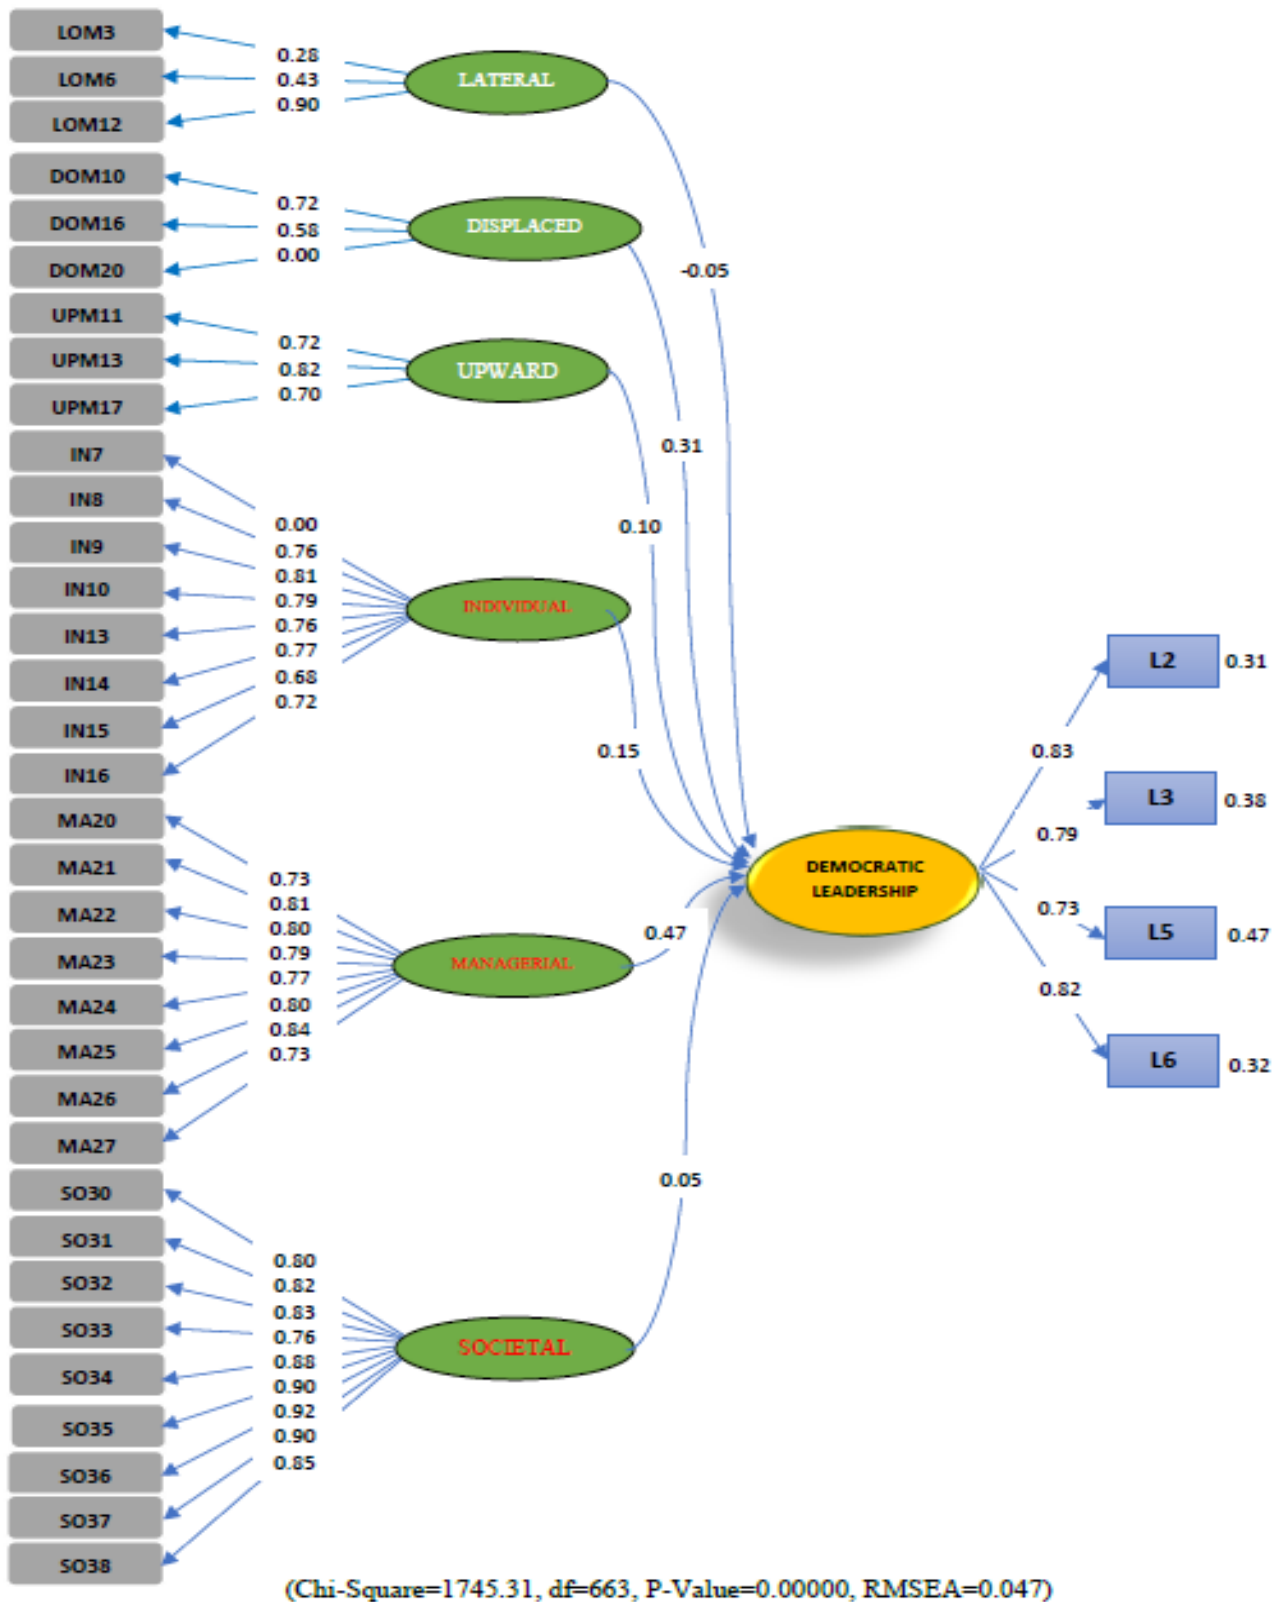 LOM3
LOM6
LOM12
0.28
0.43
0.90
LATERAL
DOM10
DOM16
DOM20
0.72
0.58
0.00
DISPLACED
UPM11
UPM13
UPM17
0.72
0.82
0.70
UPWARD
IN7
IN8
IN9
IN10
IN13
IN14
IN15
IN16
0.00
0.76
0.81
0.79
0.76
0.77
0.68
0.72
INDIVIDUAL
MA20
MA21
MA22
MA23
MA24
MA25
MA26
MA27
0.73
0.81
0.80
0.79
0.77
0.80
0.84
0.73
MANAGERIAL
SO30
SO31
SO32
SO33
SO34
SO35
SO36
SO37
SO38
0.80
0.82
0.83
0.76
0.88
0.90
0.92
0.90
0.85
SOCIETAL
-0.05
0.31
0.10
0.15
0.47
0.05
DEMOCRATIC
LEADERSHIP
0.83
0.79
0.73
0.82
L2
0.31
L3
0.38
L5
0.47
L6
0.32
(Chi-Square=1745.31, df=663, P-Value=0.00000, RMSEA=0.047)